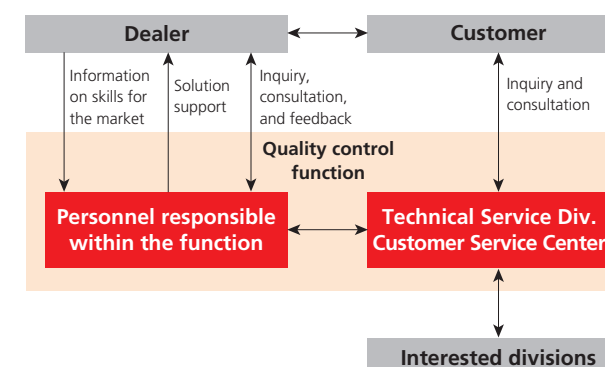 Dealer
Customer
Information
on skills for
the market
Solution
support
Inquiry,
consultation,
and feedback
Inquiry and
consultation
Quality control
function
Personnel responsible
within the function
Technical Service Div.
Customer Service Center
Interested divisions